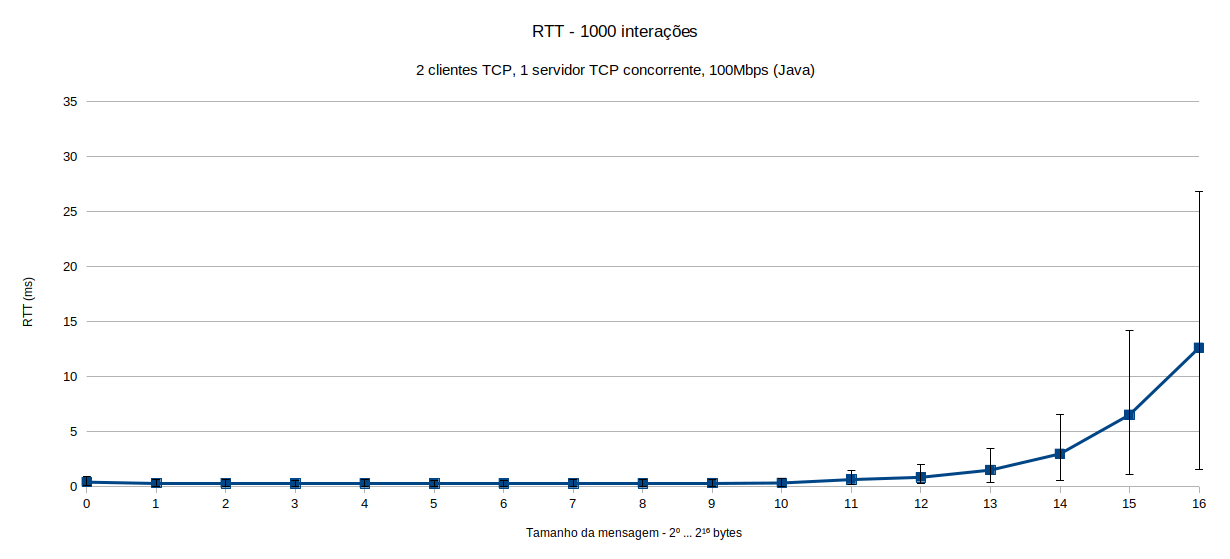 RTT - 1000 interações
2 clientes TCP, 1 servidor TCP concorrente, 100Mbps (Java)
35
30
25
20
15
10
5
0
RTT (ms)
0 1 2 3 4 5 6 7 8 9 10 11 12 13 14 15 16
Tamanho da mensagem - 2⁰ ... 2¹⁶ bytes